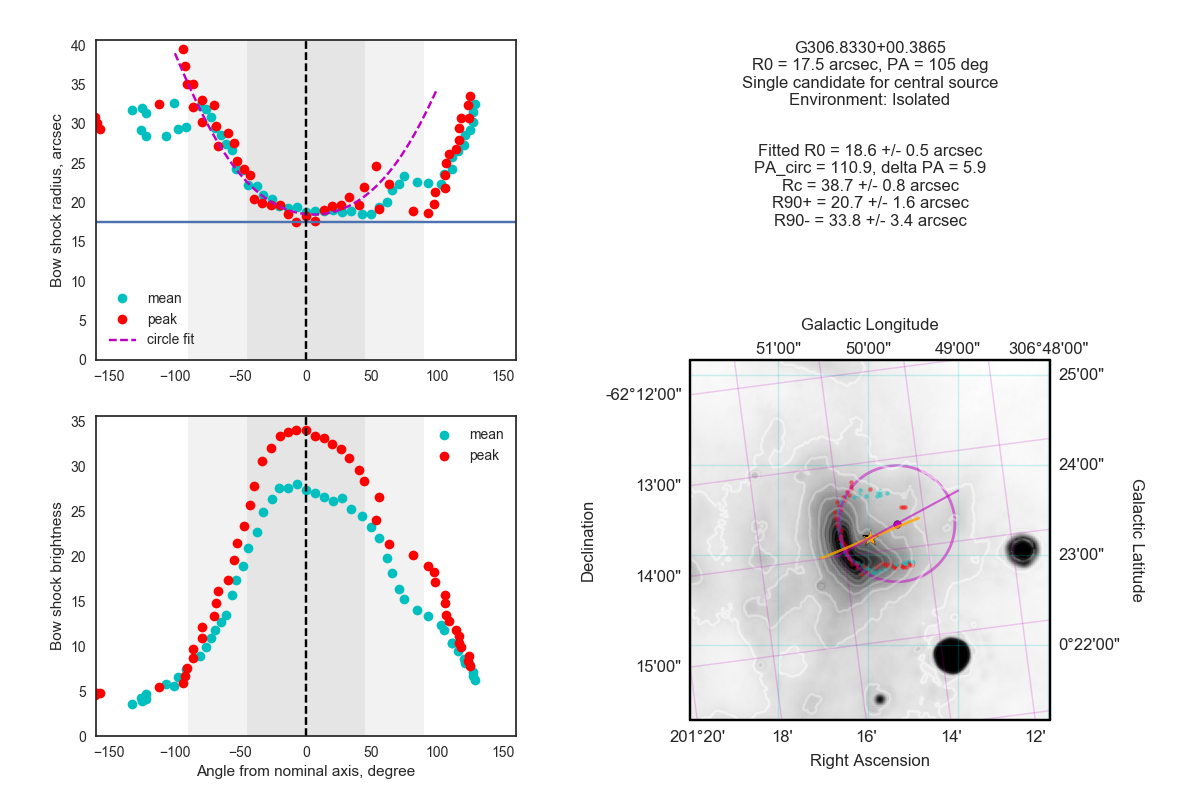 G306.8330+00.3865
R0 = 17.5 arcsec, PA = 105 deg
Single candidate for central source
Environment: Isolated
Fitted R0 = 18.6 +/- 0.5 arcsec
PA_circ = 110.9, delta PA = 5.9
Rc = 38.7 +/- 0.8 arcsec
R90+ = 20.7 +/- 1.6 arcsec
R90- = 33.8 +/- 3.4 arcsec
Bow shock radius, arcsec
40
35
30
25
20
15
10
5
0
mean
peak
circle fit
−150 −100 −50 0 50 100 150
Bow shock brightness
35
30
25
20
15
10
5
0
mean
peak
−150 −100 −50 0 50 100 150
Angle from nominal axis, degree
Galactic Longitude
51'00" 50'00" 49'00" 306°48'00"
Declination
-62°12'00"
13'00"
14'00"
15'00"
25'00"
24'00"
23'00"
0°22'00"
Galactic Latitude
201°20' 18' 16' 14' 12'
Right Ascension